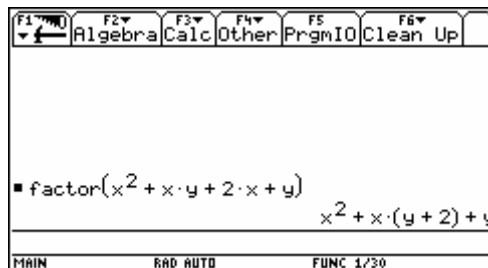 F1 F2 F3 F4 F5 F6
Algebra Calc Other PrgmIO Clean Up
factor(x² + x·y + 2·x + y)
x² + x·(y + 2) + y
MAIN RAD AUTO FUNC 1/30